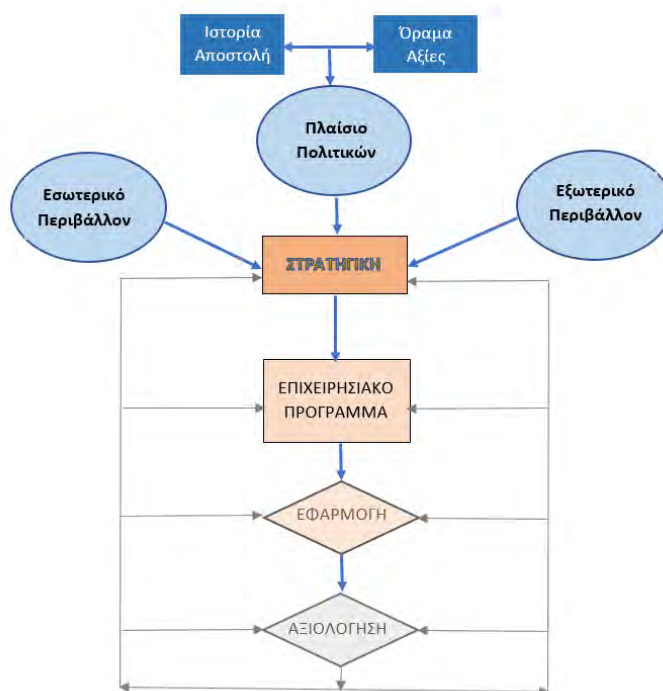 Ιστορία
Αποστολή
Όραμα
Αξίες
Πλαίσιο
Πολιτικών
Εσωτερικό
Περιβάλλον
Εξωτερικό
Περιβάλλον
ΣΤΡΑΤΗΓΙΚΗ
ΕΠΙΧΕΙΡΗΣΙΑΚΟ
ΠΡΟΓΡΑΜΜΑ
ΕΦΑΡΜΟΓΗ
ΑΞΙΟΛΟΓΗΣΗ